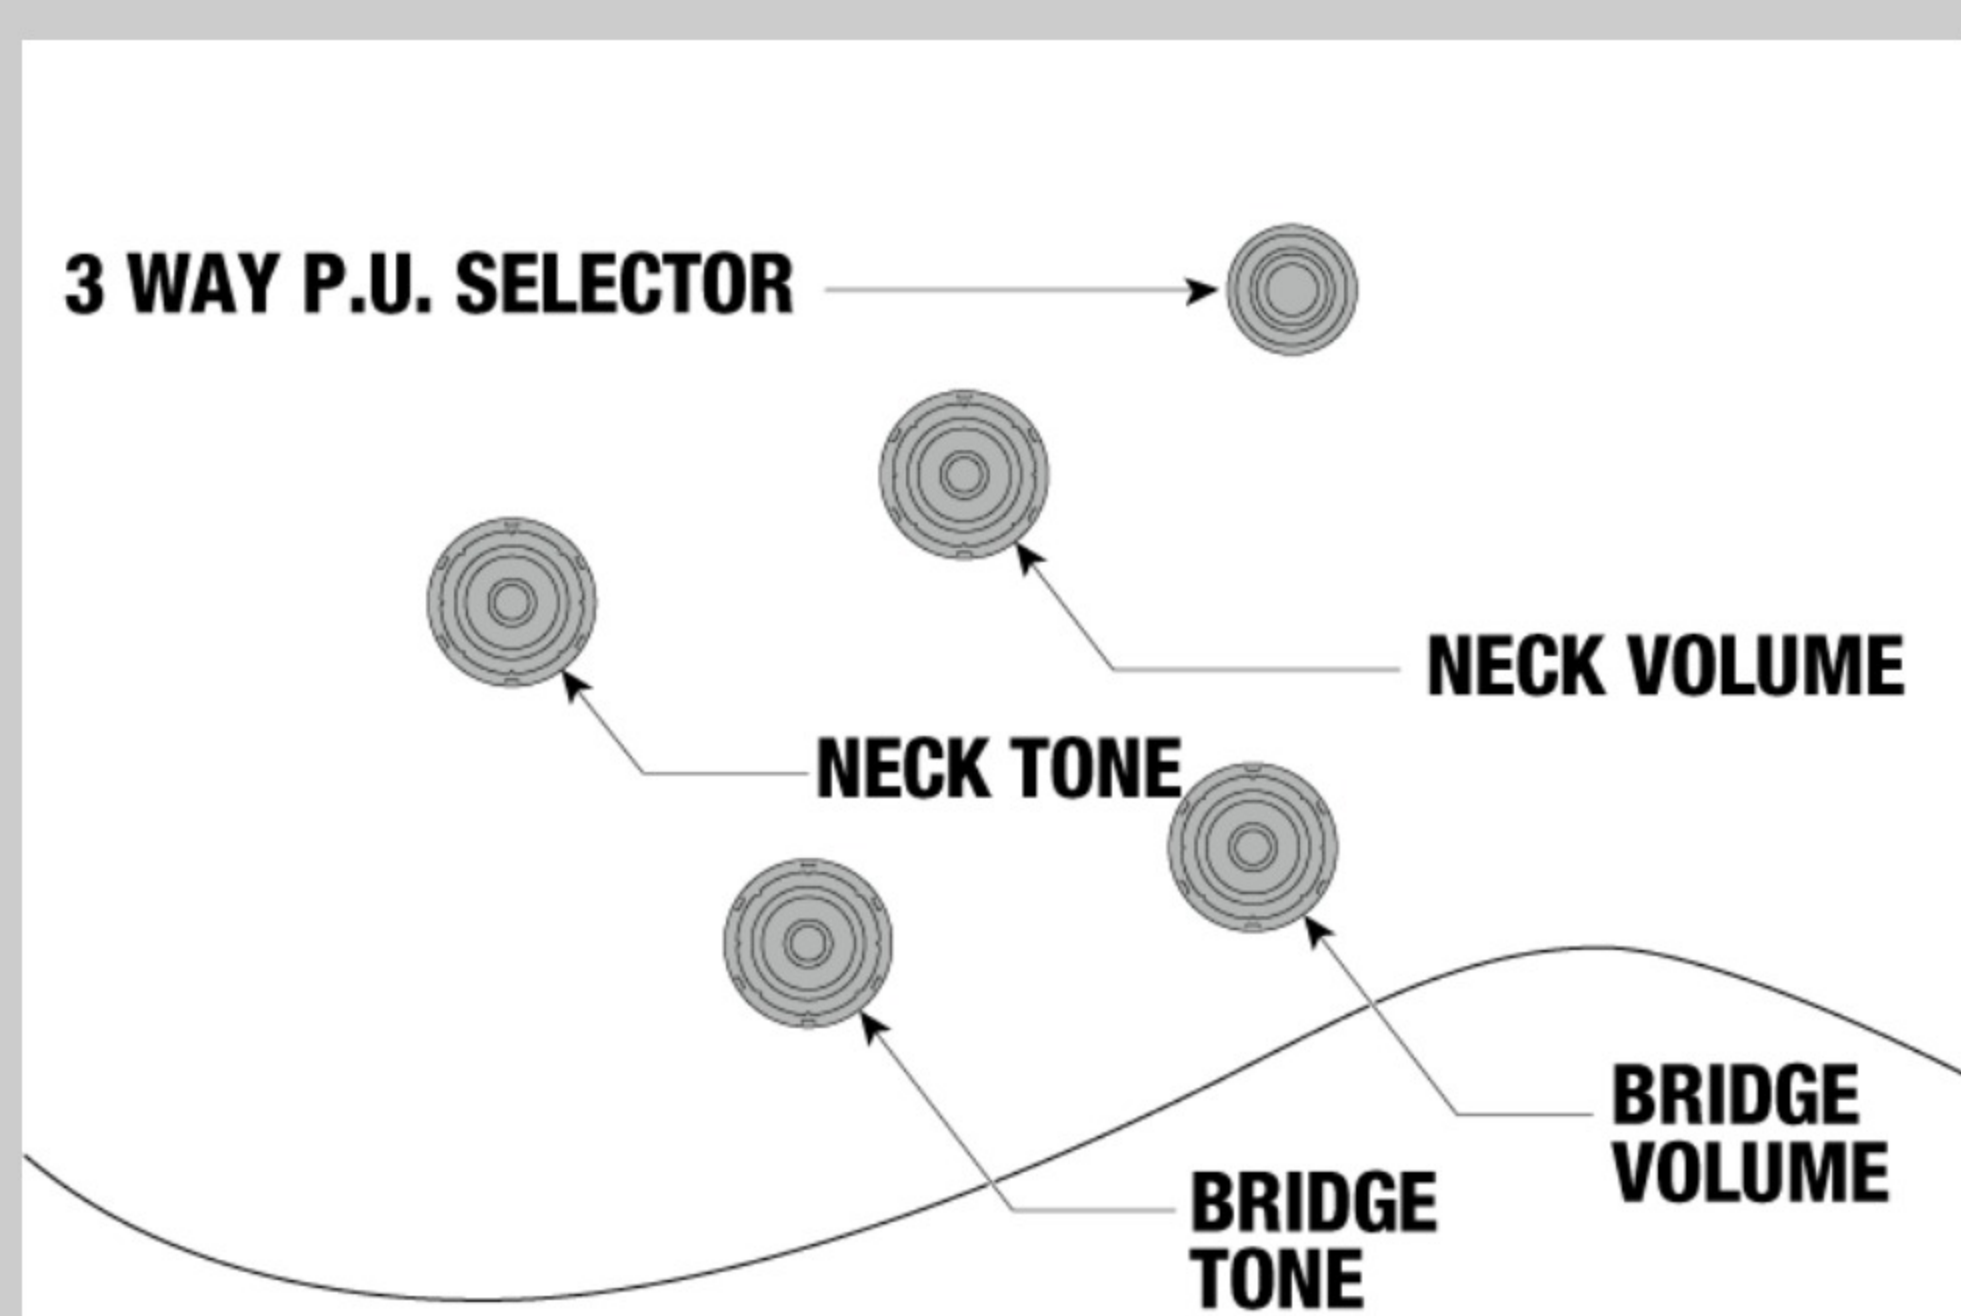 3 WAY P.U. SELECTOR
NECK VOLUME
NECK TONE
BRIDGE
VOLUME
BRIDGE
TONE